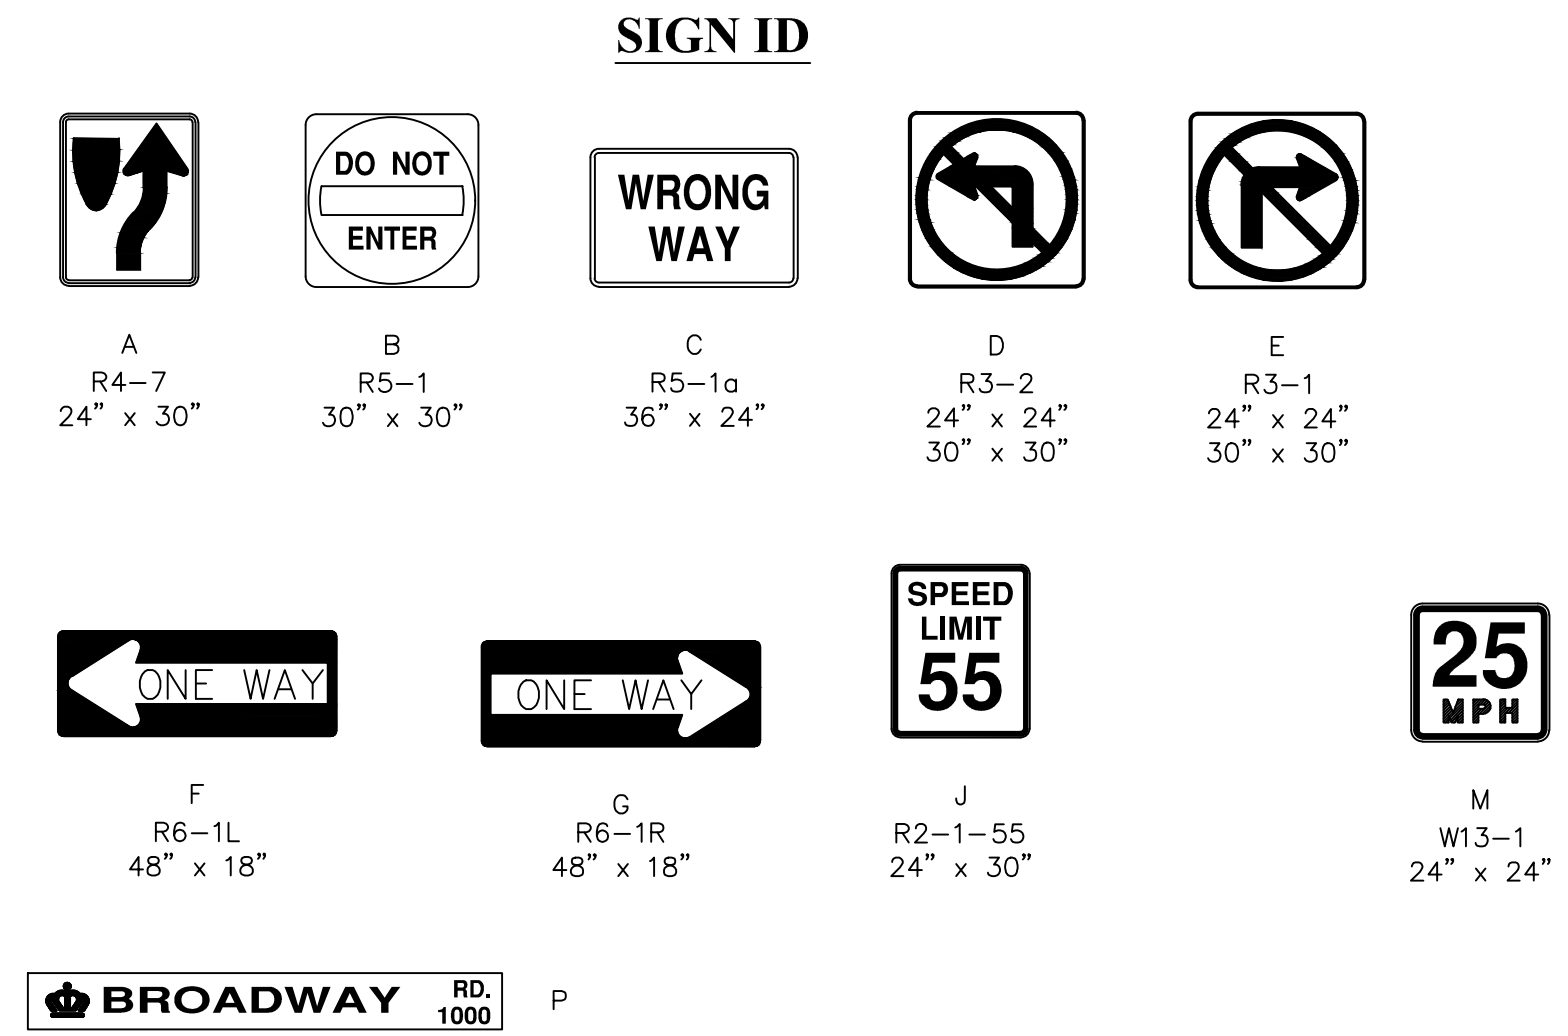 SIGN ID
DO NOT
ENTER
WRONG
WAY
A
R4-7
24” x 30”
B
R5-1
30” x 30”
C
R5-1a
36” x 24”
D
R3-2
24” x 24”
30” x 30”
E
R3-1
24” x 24”
30” x 30”
ONE WAY
ONE WAY
SPEED
LIMIT
55
25
MPH
F
R6-1L
48” x 18”
G
R6-1R
48” x 18”
J
R2-1-55
24” x 30”
M
W13-1
24” x 24”
BROADWAY RD.
1000
P